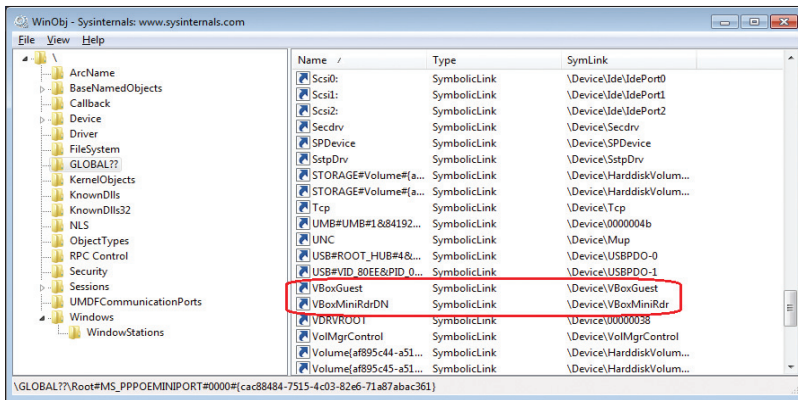 WinObj - Sysinternals: www.sysinternals.com
File View Help
\
ArcName
BaseNamedObjects
Callback
Device
Driver
FileSystem
GLOBAL??
KernelObjects
KnownDlls
KnownDlls32
NLS
ObjectTypes
RPC Control
Security
Sessions
UMDFCommunicationPorts
Windows
WindowStations
Name / Type SymLink
Scsi0: SymbolicLink \Device\Ide\IdePort0
Scsi1: SymbolicLink \Device\Ide\IdePort1
Scsi2: SymbolicLink \Device\Ide\IdePort2
Secdrv SymbolicLink \Device\Secdrv
SPDevice SymbolicLink \Device\SPDevice
SstpDrv SymbolicLink \Device\SstpDrv
STORAGE#Volume#{a... SymbolicLink \Device\HarddiskVolum...
STORAGE#Volume#{a... SymbolicLink \Device\HarddiskVolum...
Tcp SymbolicLink \Device\Tcp
UMB#UMB#1&84192... SymbolicLink \Device\0000004b
UNC SymbolicLink \Device\Mup
USB#ROOT_HUB#4&... SymbolicLink \Device\USBPDO-0
USB#VID_80EE&PID_0... SymbolicLink \Device\USBPDO-1
VBoxGuest SymbolicLink \Device\VBoxGuest
VBoxMiniRdrDN SymbolicLink \Device\VBoxMiniRdr
VDRVROOT SymbolicLink \Device\00000038
VolMgrControl SymbolicLink \Device\VolMgrControl
Volume{af895c44-a51... SymbolicLink \Device\HarddiskVolum...
Volume{af895c45-a51... SymbolicLink \Device\HarddiskVolum...
\GLOBAL??\Root#MS_PPPOEMINIPORT#0000#{cac88484-7515-4c03-82e6-71a87abac361}